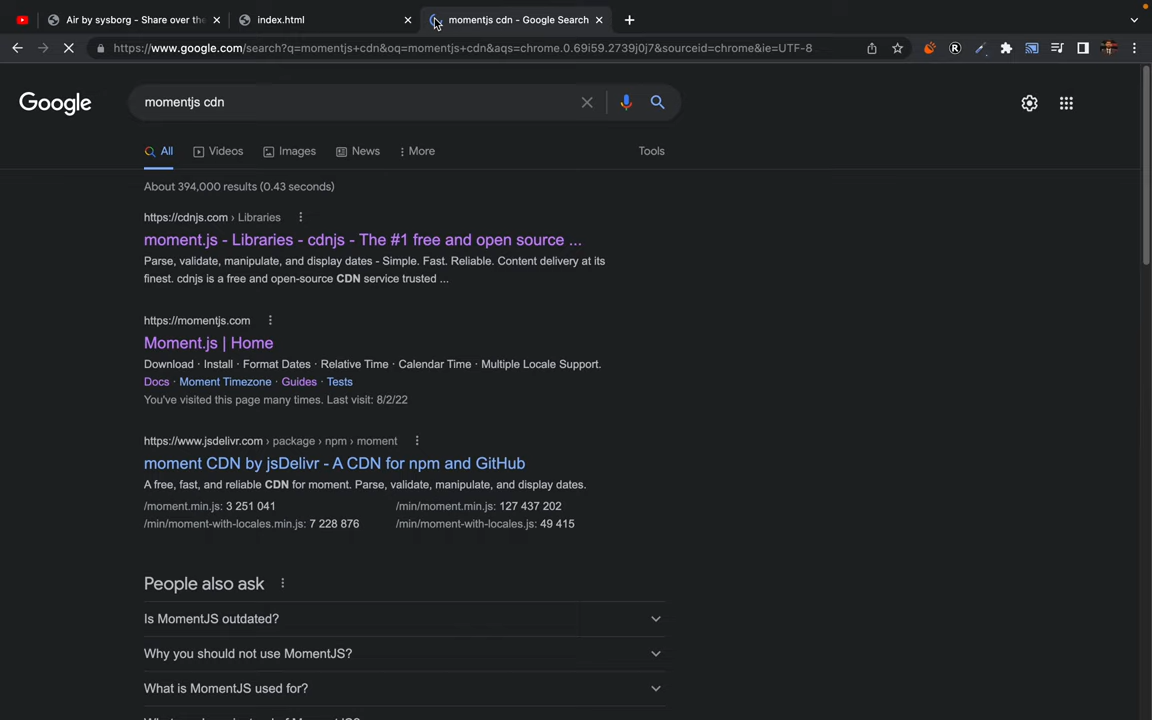 Air by sysborg - Share over the
index.html
momentjs cdn - Google Search
https://www.google.com/search?q=momentjs+cdn&oq=momentjs+cdn&aqs=chrome.0.69i59.2739j0j7&sourceid=chrome&ie=UTF-8
Google
momentjs cdn
All
Videos
Images
News
More
Tools
About 394,000 results (0.43 seconds)
https://cdnjs.com › Libraries
moment.js - Libraries - cdnjs - The #1 free and open source ...
Parse, validate, manipulate, and display dates - Simple. Fast. Reliable. Content delivery at its
finest. cdnjs is a free and open-source CDN service trusted ...
https://momentjs.com
Moment.js | Home
Download · Install · Format Dates · Relative Time · Calendar Time · Multiple Locale Support.
Docs · Moment Timezone · Guides · Tests
You've visited this page many times. Last visit: 8/2/22
https://www.jsdelivr.com › package › npm › moment
moment CDN by jsDelivr - A CDN for npm and GitHub
A free, fast, and reliable CDN for moment. Parse, validate, manipulate, and display dates.
/moment.min.js: 3 251 041
/min/moment.min.js: 127 437 202
/min/moment-with-locales.min.js: 7 228 876
/min/moment-with-locales.js: 49 415
People also ask
Is MomentJS outdated?
Why you should not use MomentJS?
What is MomentJS used for?